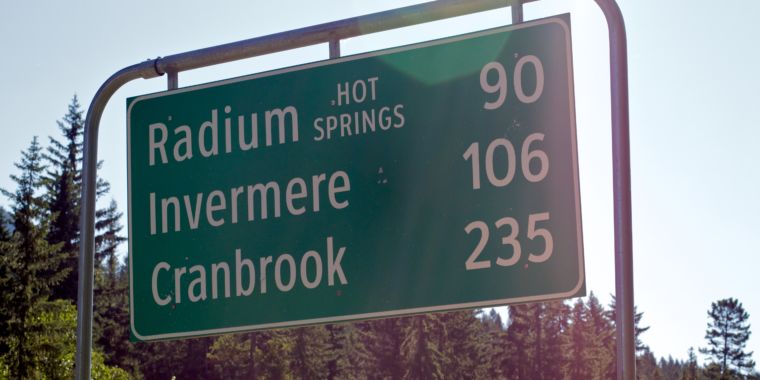 Radium HOT SPRINGS 90
Invermere 106
Cranbrook 235